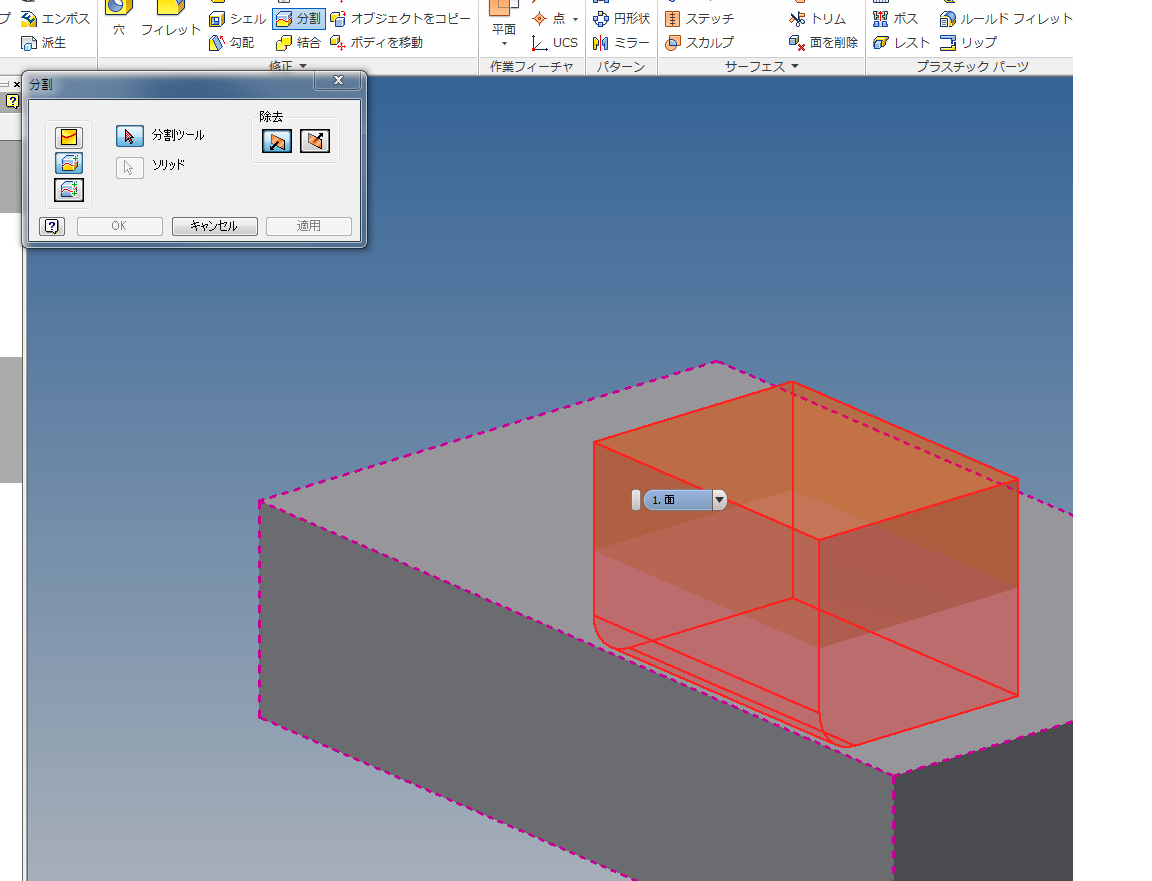 プ エンボス シェル 分割 オブジェクトをコピー 点 円形状 ステッチ トリム ボス ルールド フィレット
穴 フィレット 平面
派生 勾配 結合 ボディを移動 UCS ミラー スカルプ 面を削除 レスト リップ
修正 作業フィーチャ パターン サーフェス プラスチック パーツ
分割
除去
分割ツール
ソリッド
OK キャンセル 適用
1. 面